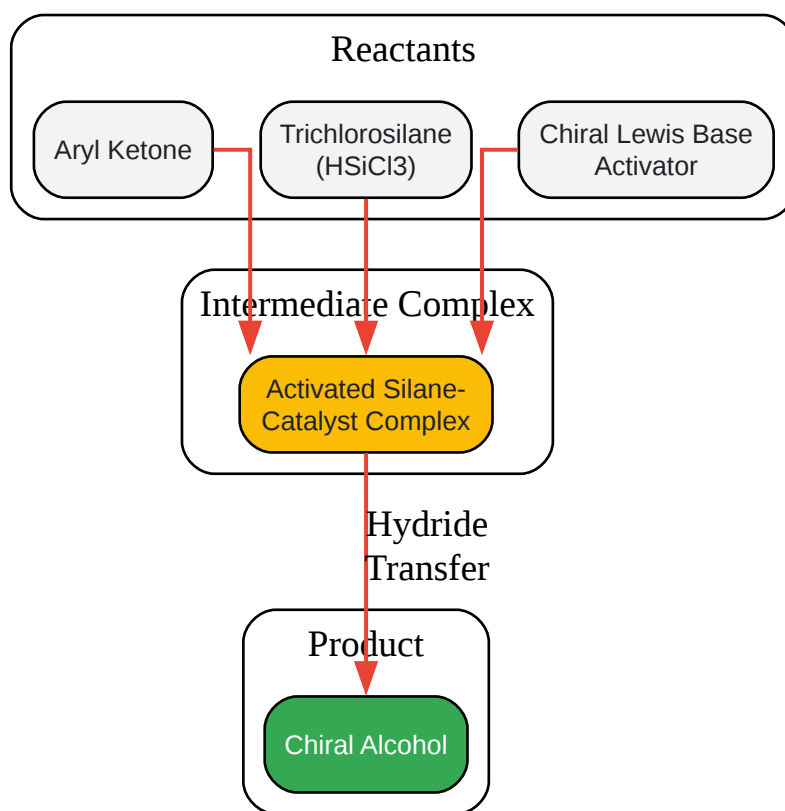 Reactants
Aryl Ketone
Trichlorosilane
(HSiCl3)
Chiral Lewis Base
Activator
Intermediate Complex
Activated Silane-
Catalyst Complex
Hydride
Transfer
Product
Chiral Alcohol